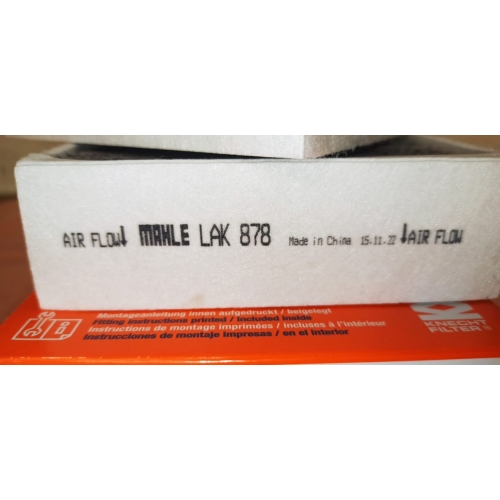 AIR FLOW↓ MAHLE LAK 878 Made in China 15-11-22 ↓AIR FLOW
Montageanleitung innen aufgedruckt / beigelegt
Fitting instructions printed / included inside
Instructions de montage imprimées / incluses à l'intérieur
Instrucciones de montaje impresas / en el interior
B
KNECHT
FILTER